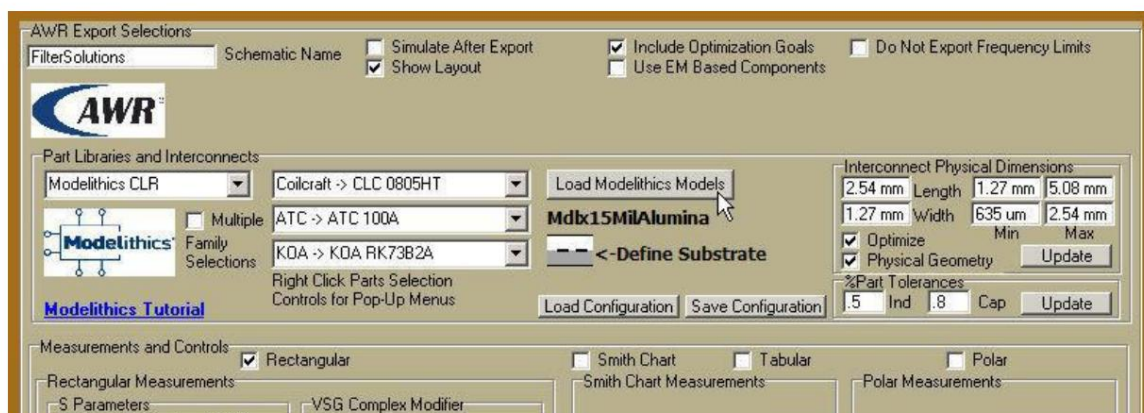 AWR Export Selections
FilterSolutions Schematic Name
Simulate After Export
Show Layout
Include Optimization Goals
Use EM Based Components
Do Not Export Frequency Limits
AWR
Part Libraries and Interconnects
Modelithics CLR
Modelithics
Multiple
Family
Selections
Modelithics Tutorial
Coilcraft -> CLC 0805HT
ATC -> ATC 100A
KOA -> KOA RK73B2A
Right Click Parts Selection
Controls for Pop-Up Menus
Load Modelithics Models
Mdlx15MilAlumina
<-Define Substrate
Load Configuration Save Configuration
Interconnect Physical Dimensions
2.54 mm Length 1.27 mm 5.08 mm
1.27 mm Width 635 um 2.54 mm
Min Max
Optimize
Physical Geometry Update
%Part Tolerances
.5 Ind .8 Cap Update
Measurements and Controls
Rectangular
Smith Chart
Tabular
Polar
Rectangular Measurements
Smith Chart Measurements
Polar Measurements
S Parameters
VSG Complex Modifier